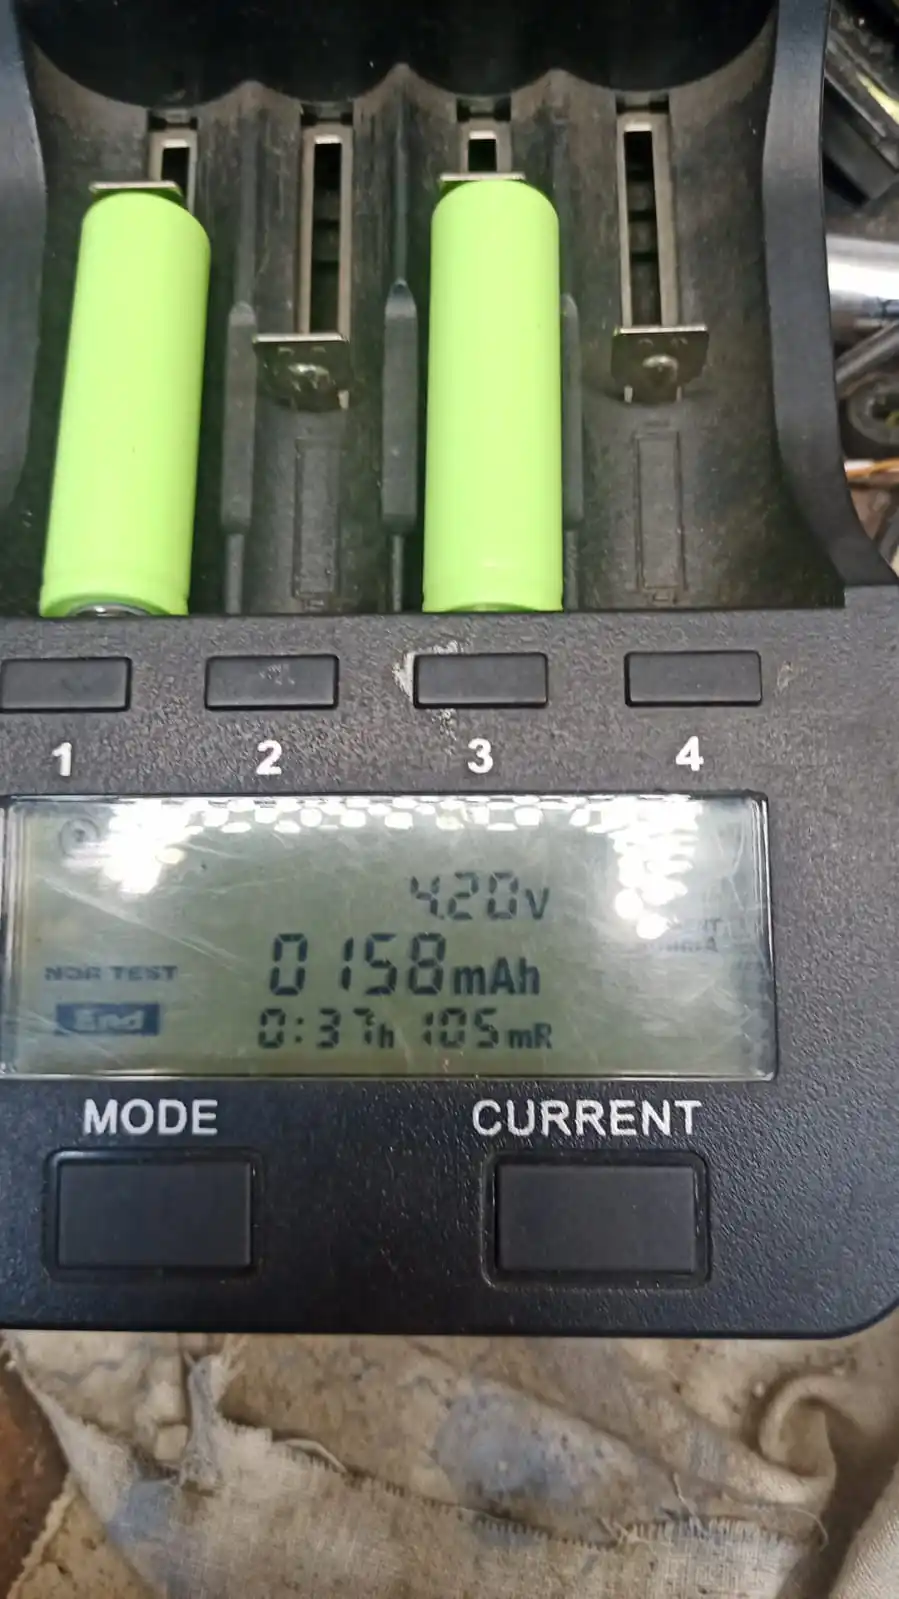 1 2 3 4
4.20V
0158mAh
NOR TEST
End
0:37h 105mR
MODE CURRENT